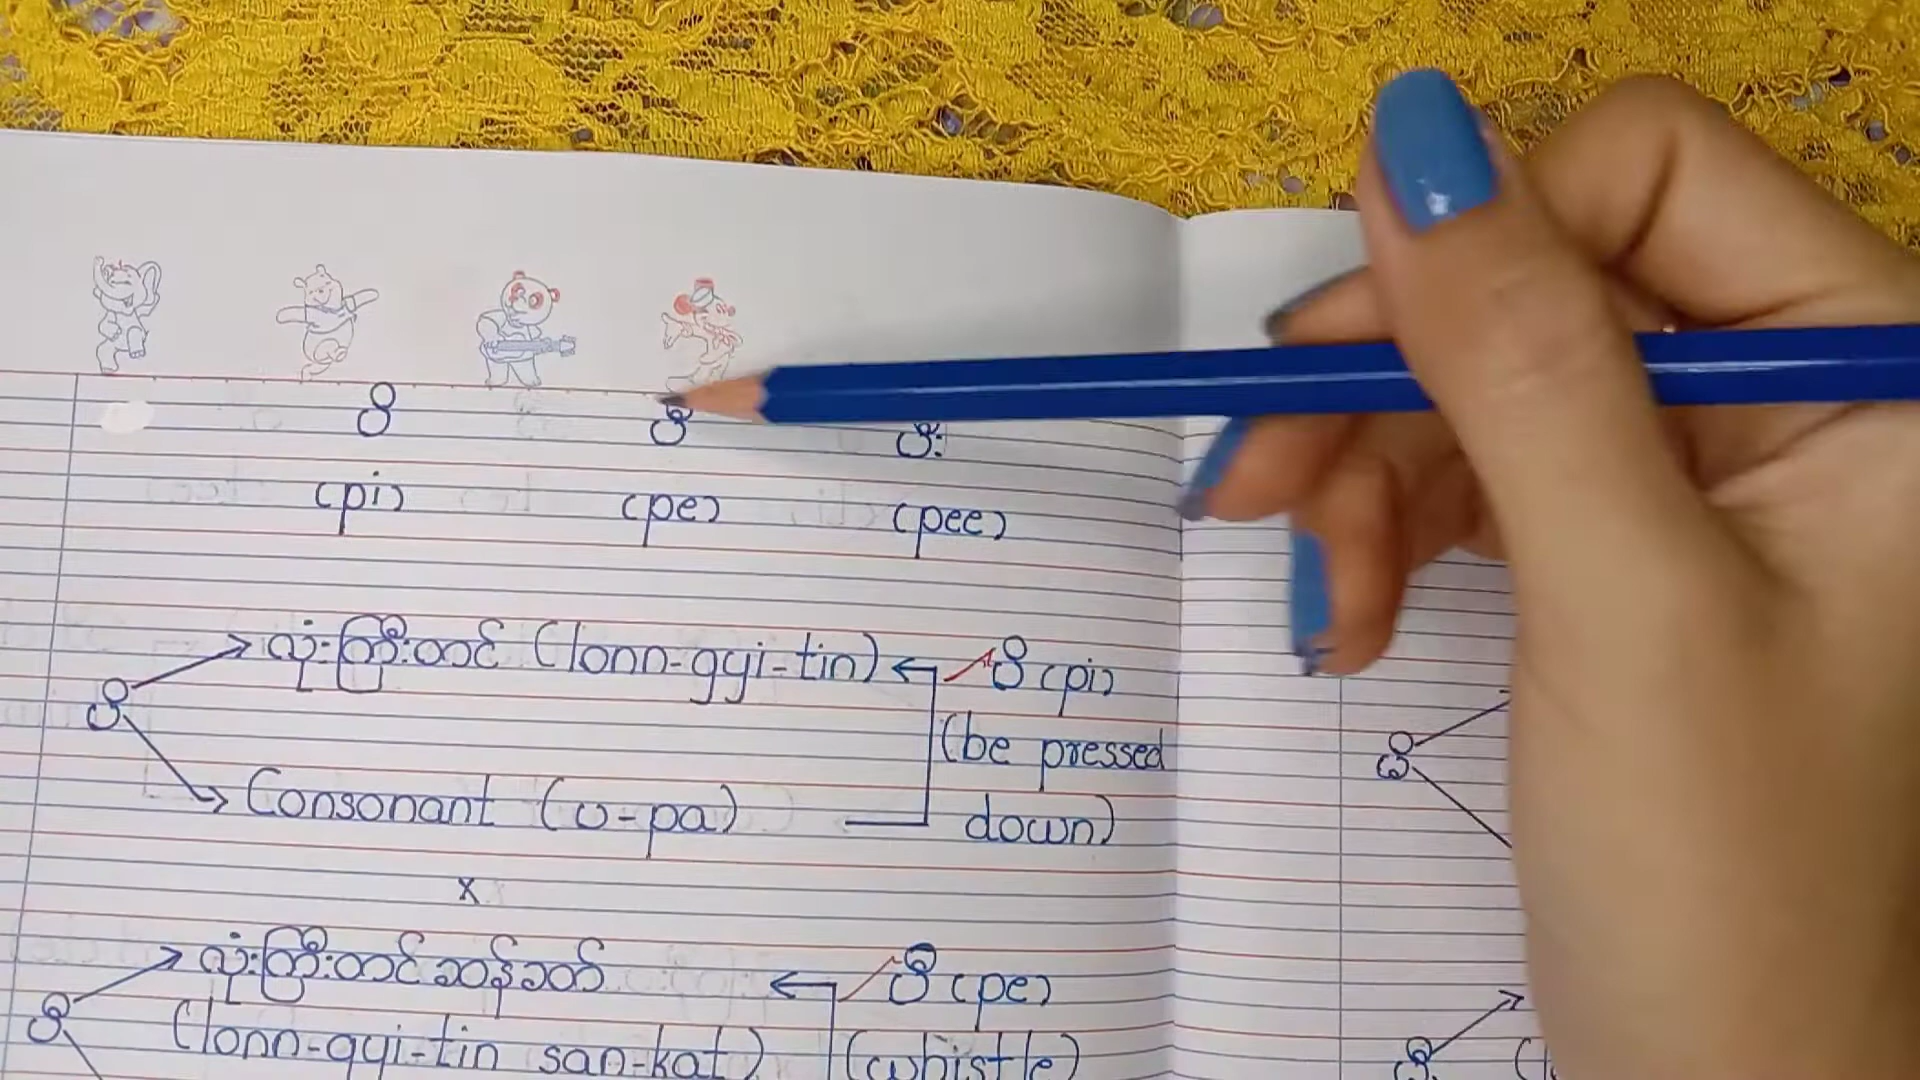 ပိ ပီ ပီး
(pi) (pe) (pee)
ပိ လုံးကြီးတင် (lonn-gyi-tin) ပိ (pi)
(be pressed
Consonant (ပ-pa) down)
x
ပီ လုံးကြီးတင်ဆန်ခတ် ပီ (pe)
(lonn-gyi-tin san-kat) (whistle)